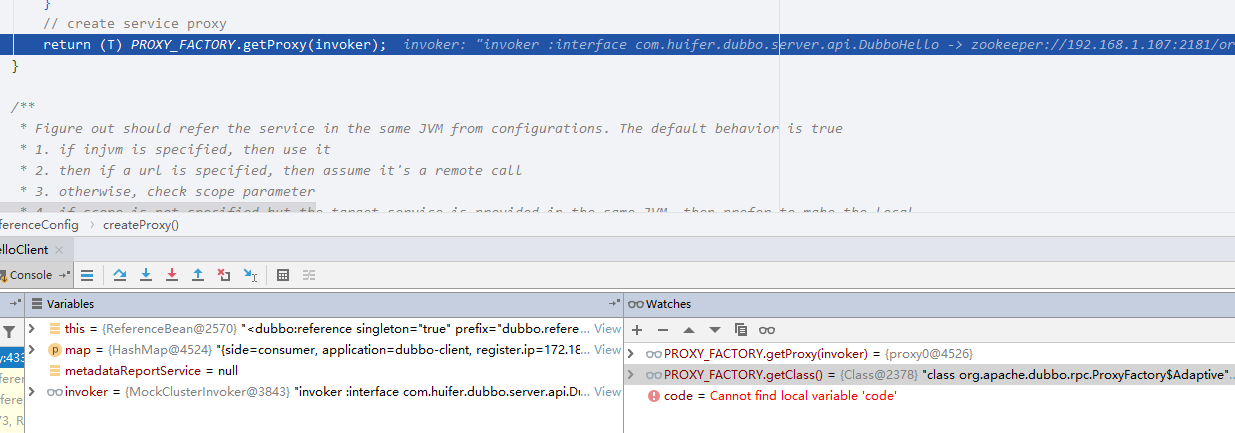 }
// create service proxy
return (T) PROXY_FACTORY.getProxy(invoker);  invoker: "invoker :interface com.huifer.dubbo.server.api.DubboHello -> zookeeper://192.168.1.107:2181/or
}
/**
* Figure out should refer the service in the same JVM from configurations. The default behavior is true
* 1. if injvm is specified, then use it
* 2. then if a url is specified, then assume it's a remote call
* 3. otherwise, check scope parameter
* 4. if scope is not specified but the target service is provided in the same JVM, then prefer to make the local
ferenceConfig > createProxy()
elloClient ×
Console
Variables
this = {ReferenceBean@2570} "<dubbo:reference singleton="true" prefix="dubbo.refere... View
map = {HashMap@4524} "{side=consumer, application=dubbo-client, register.ip=172.18... View
metadataReportService = null
invoker = {MockClusterInvoker@3843} "invoker :interface com.huifer.dubbo.server.api.Du... View
Watches
PROXY_FACTORY.getProxy(invoker) = {proxy0@4526}
PROXY_FACTORY.getClass() = {Class@2378} "class org.apache.dubbo.rpc.ProxyFactory$Adaptive"...
code = Cannot find local variable 'code'
y:433
eferen
eferen
73, R